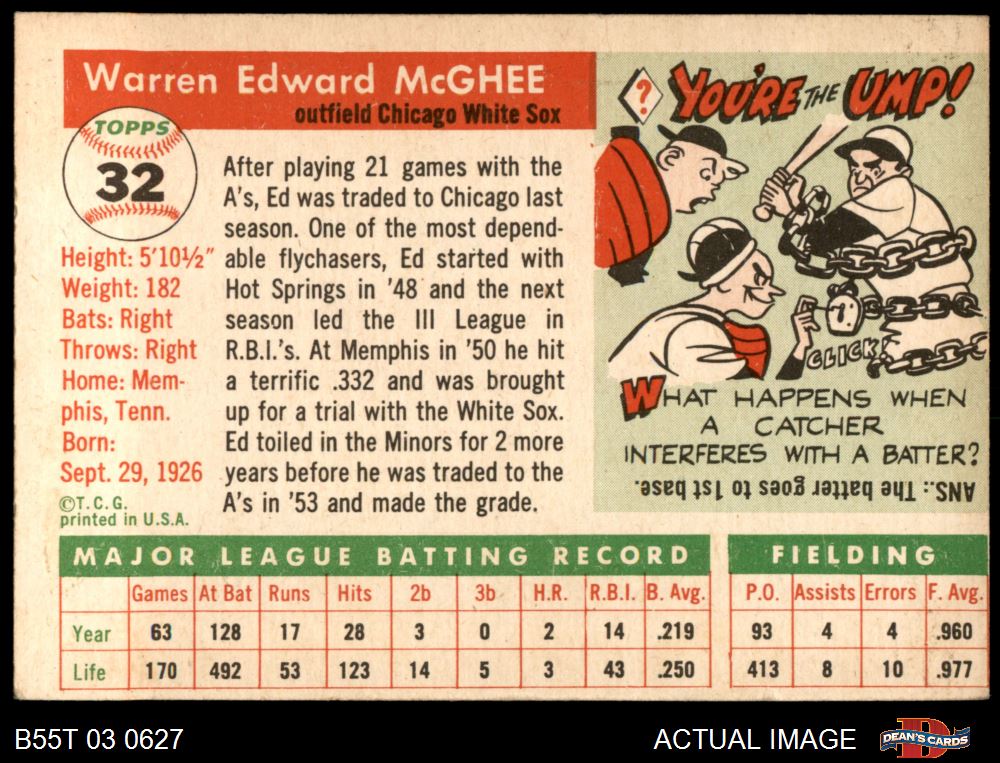 Warren Edward McGHEE
outfield Chicago White Sox
TOPPS
32
Height: 5'10½"
Weight: 182
Bats: Right
Throws: Right
Home: Mem-
phis, Tenn.
Born:
Sept. 29, 1926
©T. C. G.
printed in U.S.A.
After playing 21 games with the
A's, Ed was traded to Chicago last
season. One of the most depend-
able flychasers, Ed started with
Hot Springs in '48 and the next
season led the III League in
R.B.I.'s. At Memphis in '50 he hit
a terrific .332 and was brought
up for a trial with the White Sox.
Ed toiled in the Minors for 2 more
years before he was traded to the
A's in '53 and made the grade.
? YOU'RE THE UMP!
CLICK!
WHAT HAPPENS WHEN
A CATCHER
INTERFERES WITH A BATTER?
ANS.: The batter goes to 1st base.
MAJOR LEAGUE BATTING RECORD FIELDING
Games At Bat Runs Hits 2b 3b H.R. R.B.I. B. Avg. P.O. Assists Errors F. Avg.
Year 63 128 17 28 3 0 2 14 .219 93 4 4 .960
Life 170 492 53 123 14 5 3 43 .250 413 8 10 .977
B55T 03 0627 ACTUAL IMAGE D DEAN'S CARDS